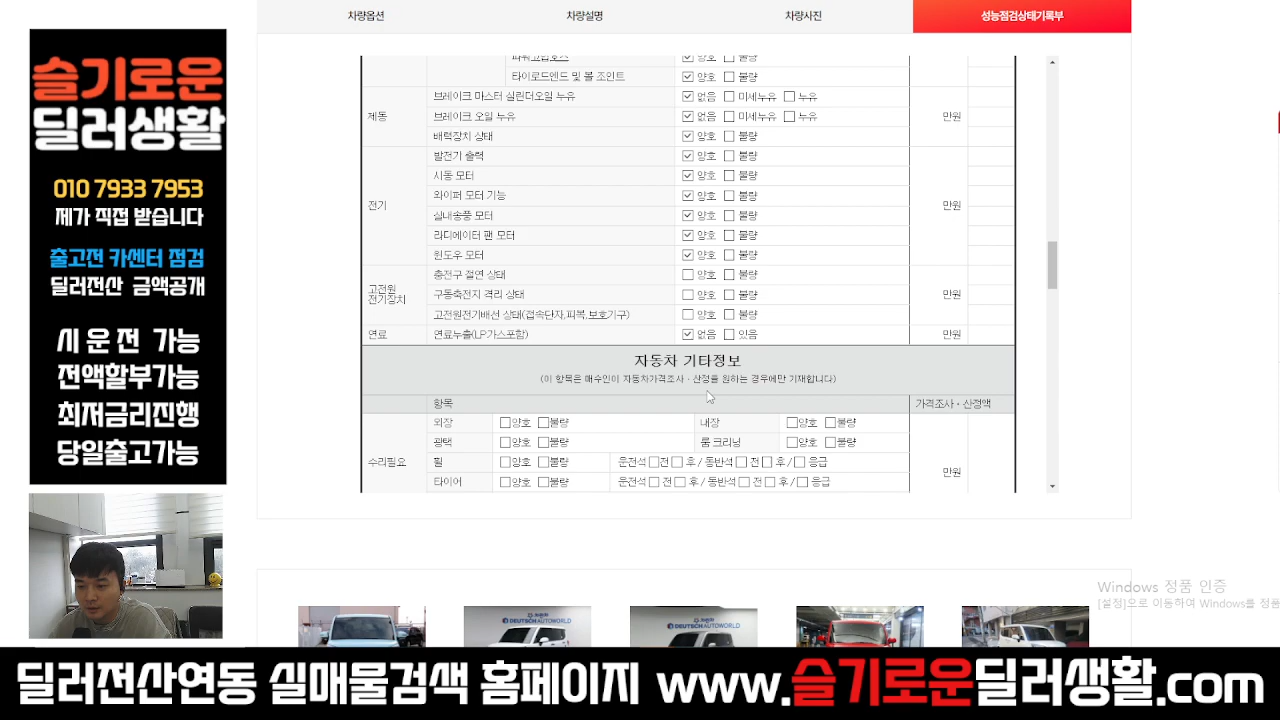 차량옵션
차량설명
차량사진
성능점검상태기록부
슬기로운
딜러생활
010 7933 7953
제가 직접 받습니다
출고전 카센터 점검
딜러전산 금액공개
시 운 전 가능
전액할부가능
최저금리진행
당일출고가능
파워고압호스 양호 불량
타이로드엔드 및 볼 조인트 양호 불량
제동
브레이크 마스터 실린더오일 누유 없음 미세누유 누유
브레이크 오일 누유 없음 미세누유 누유
만원
배력장치 상태 양호 불량
전기
발전기 출력 양호 불량
시동 모터 양호 불량
와이퍼 모터 기능 양호 불량
실내송풍 모터 양호 불량
만원
라디에이터 팬 모터 양호 불량
윈도우 모터 양호 불량
고전원
전기장치
충전구 절연 상태 양호 불량
구동축전지 격리 상태 양호 불량
만원
고전원전기배선 상태(접속단자,피복,보호기구) 양호 불량
연료 연료누출(LP가스포함) 없음 있음 만원
자동차 기타정보
(이 항목은 매수인이 자동차가격조사ㆍ산정을 원하는 경우에만 기재합니다)
항목 가격조사ㆍ산정액
수리필요
외장 양호 불량 내장 양호 불량
광택 양호 불량 룸 크리닝 양호 불량
휠 양호 불량 운전석 전 후 / 동반석 전 후 / 응급
만원
타이어 양호 불량 운전석 전 후 / 동반석 전 후 / 응급
Windows 정품 인증
[설정]으로 이동하여 Windows를 정품
DEUTSCH AUTOWORLD
DEUTSCH AUTOWORLD
딜러전산연동 실매물검색 홈페이지 www.슬기로운딜러생활.com